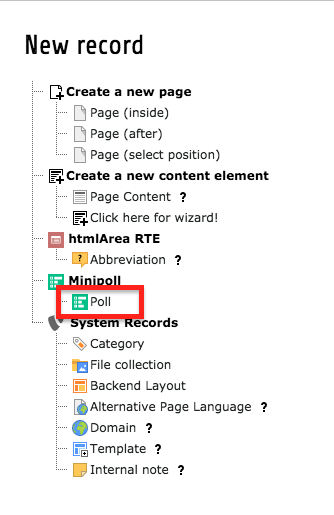 New record
Create a new page
Page (inside)
Page (after)
Page (select position)
Create a new content element
Page Content ?
Click here for wizard!
htmlArea RTE
Abbreviation ?
Minipoll
Poll
System Records
Category
File collection
Backend Layout
Alternative Page Language ?
Domain ?
Template ?
Internal note ?